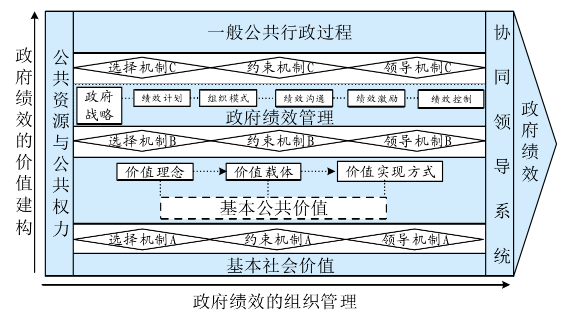 政府绩效的价值建构
公共资源与公共权力
一般公共行政过程
选择机制C 约束机制C 领导机制C
政府战略
绩效计划 组织模式 绩效沟通 绩效激励 绩效控制
政府绩效管理
选择机制B 约束机制B 领导机制B
价值理念 价值载体 价值实现方式
基本公共价值
选择机制A 约束机制A 领导机制A
基本社会价值
协同领导系统
政府绩效
政府绩效的组织管理